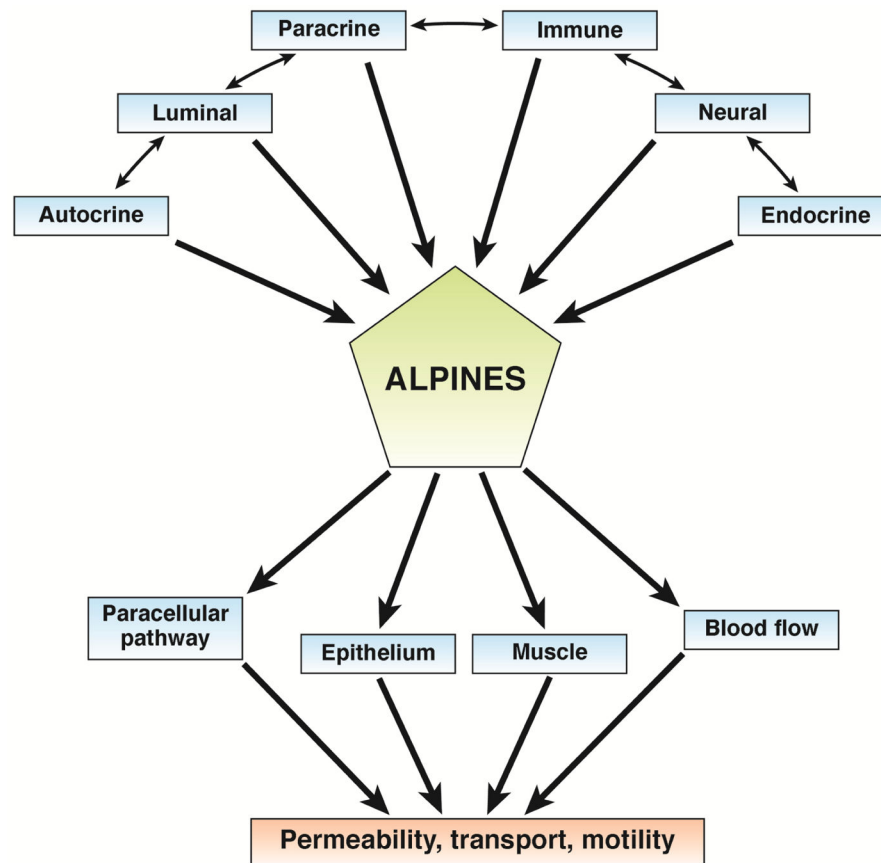 Paracrine
Immune
Luminal
Neural
Autocrine
Endocrine
ALPINES
Paracellular
pathway
Epithelium
Muscle
Blood flow
Permeability, transport, motility